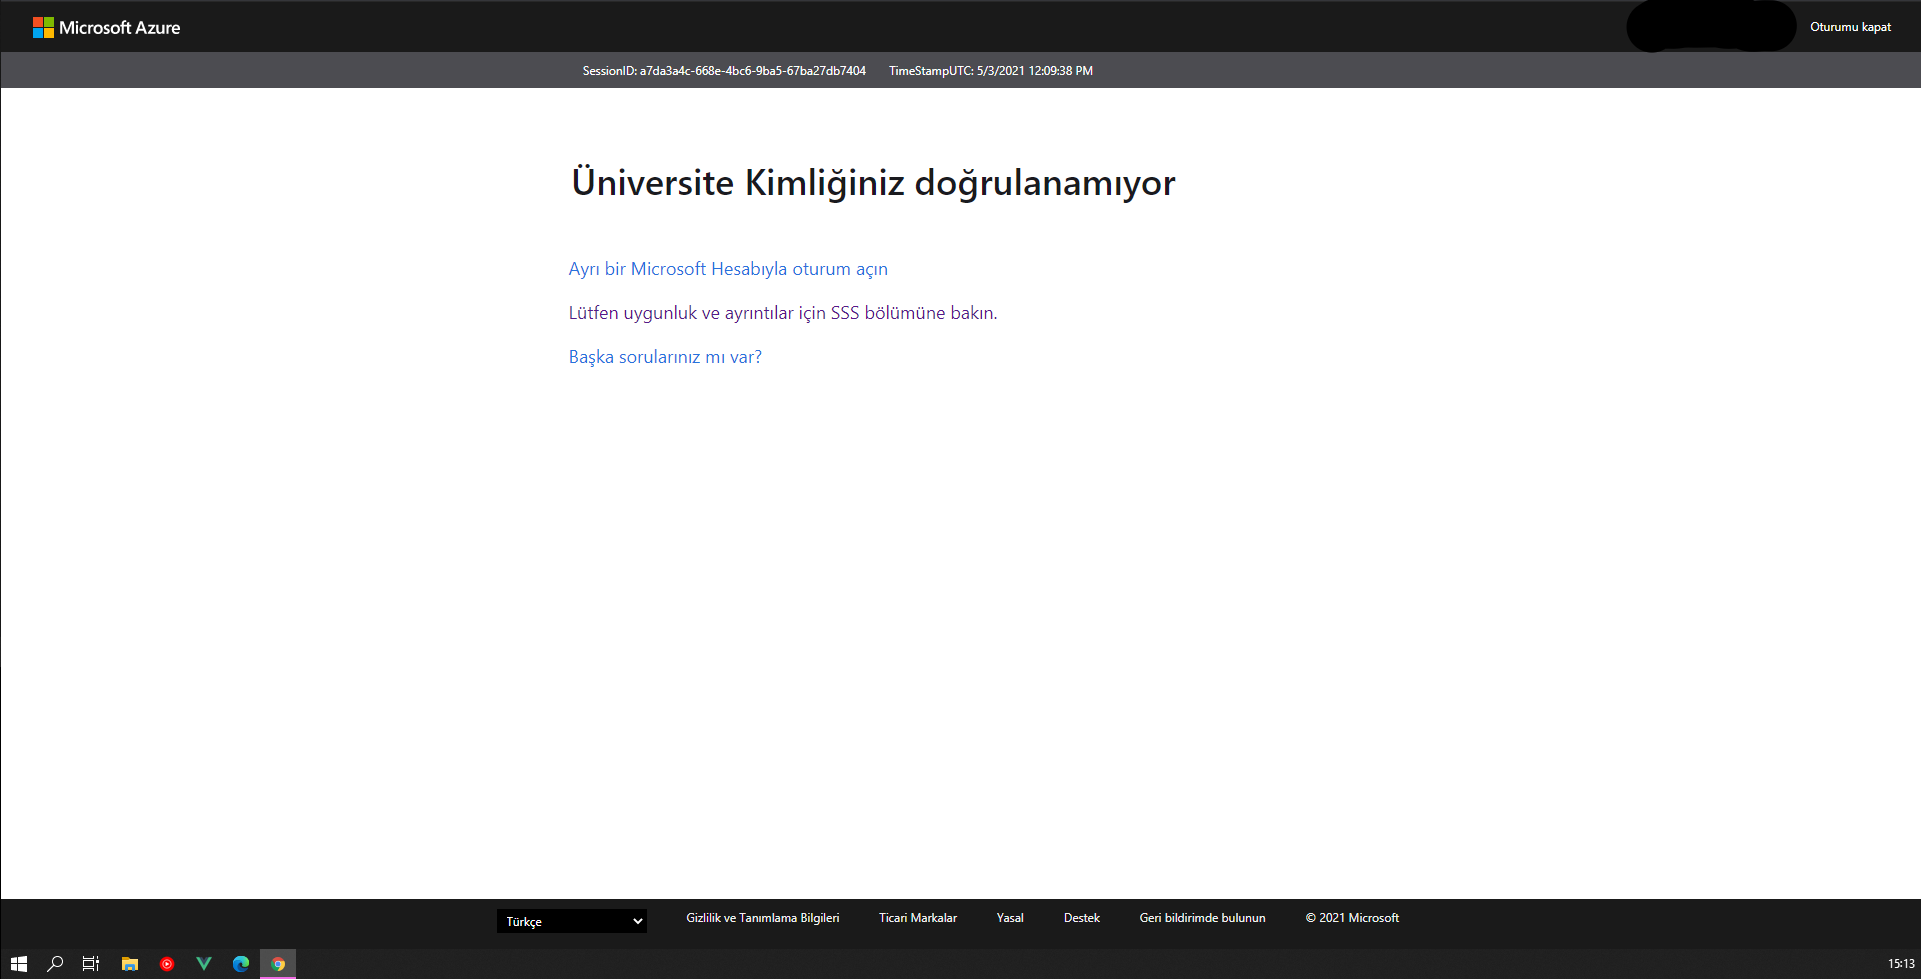 Microsoft Azure
Oturumu kapat
SessionID: a7da3a4c-668e-4bc6-9ba5-67ba27db7404 TimeStampUTC: 5/3/2021 12:09:38 PM
Üniversite Kimliğiniz doğrulanamıyor
Ayrı bir Microsoft Hesabıyla oturum açın
Lütfen uygunluk ve ayrıntılar için SSS bölümüne bakın.
Başka sorularınız mı var?
Türkçe Gizlilik ve Tanımlama Bilgileri Ticari Markalar Yasal Destek Geri bildirimde bulunun © 2021 Microsoft
15:13